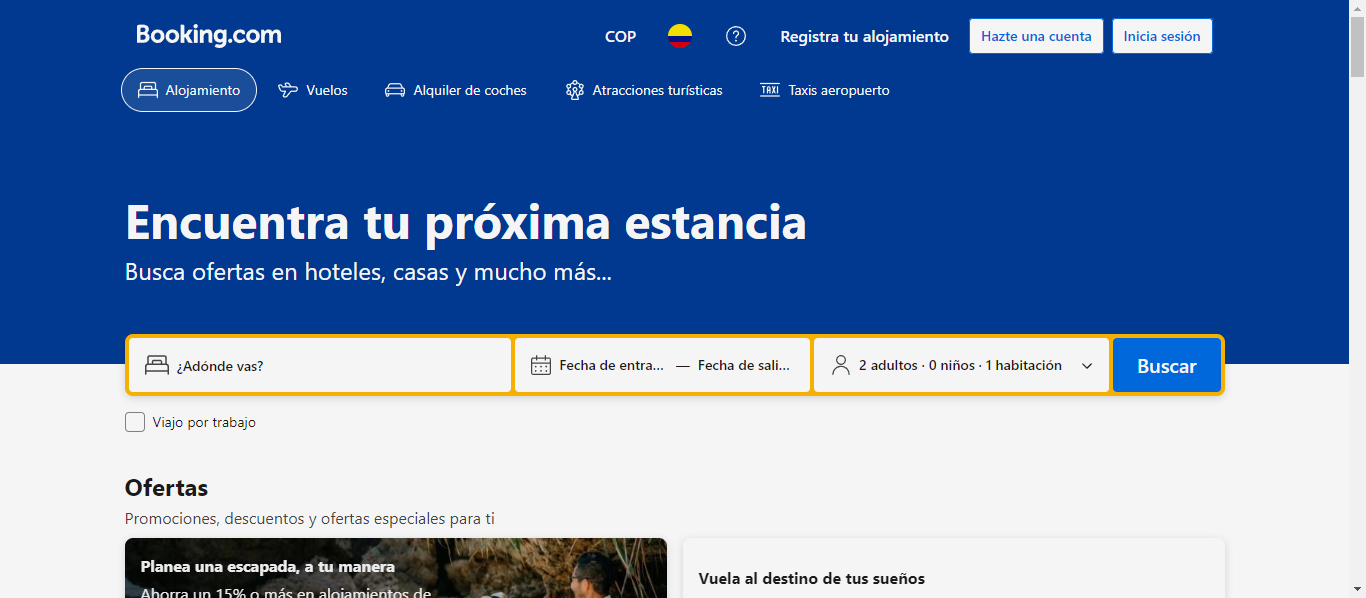 Booking.com
COP
Registra tu alojamiento
Hazte una cuenta
Inicia sesión
Alojamiento
Vuelos
Alquiler de coches
Atracciones turísticas
TAXI
Taxis aeropuerto
Encuentra tu próxima estancia
Busca ofertas en hoteles, casas y mucho más...
¿Adónde vas?
Fecha de entra... — Fecha de sali...
2 adultos · 0 niños · 1 habitación
Buscar
Viajo por trabajo
Ofertas
Promociones, descuentos y ofertas especiales para ti
Planea una escapada, a tu manera
Ahorra un 15% o más en alojamientos de
Vuela al destino de tus sueños